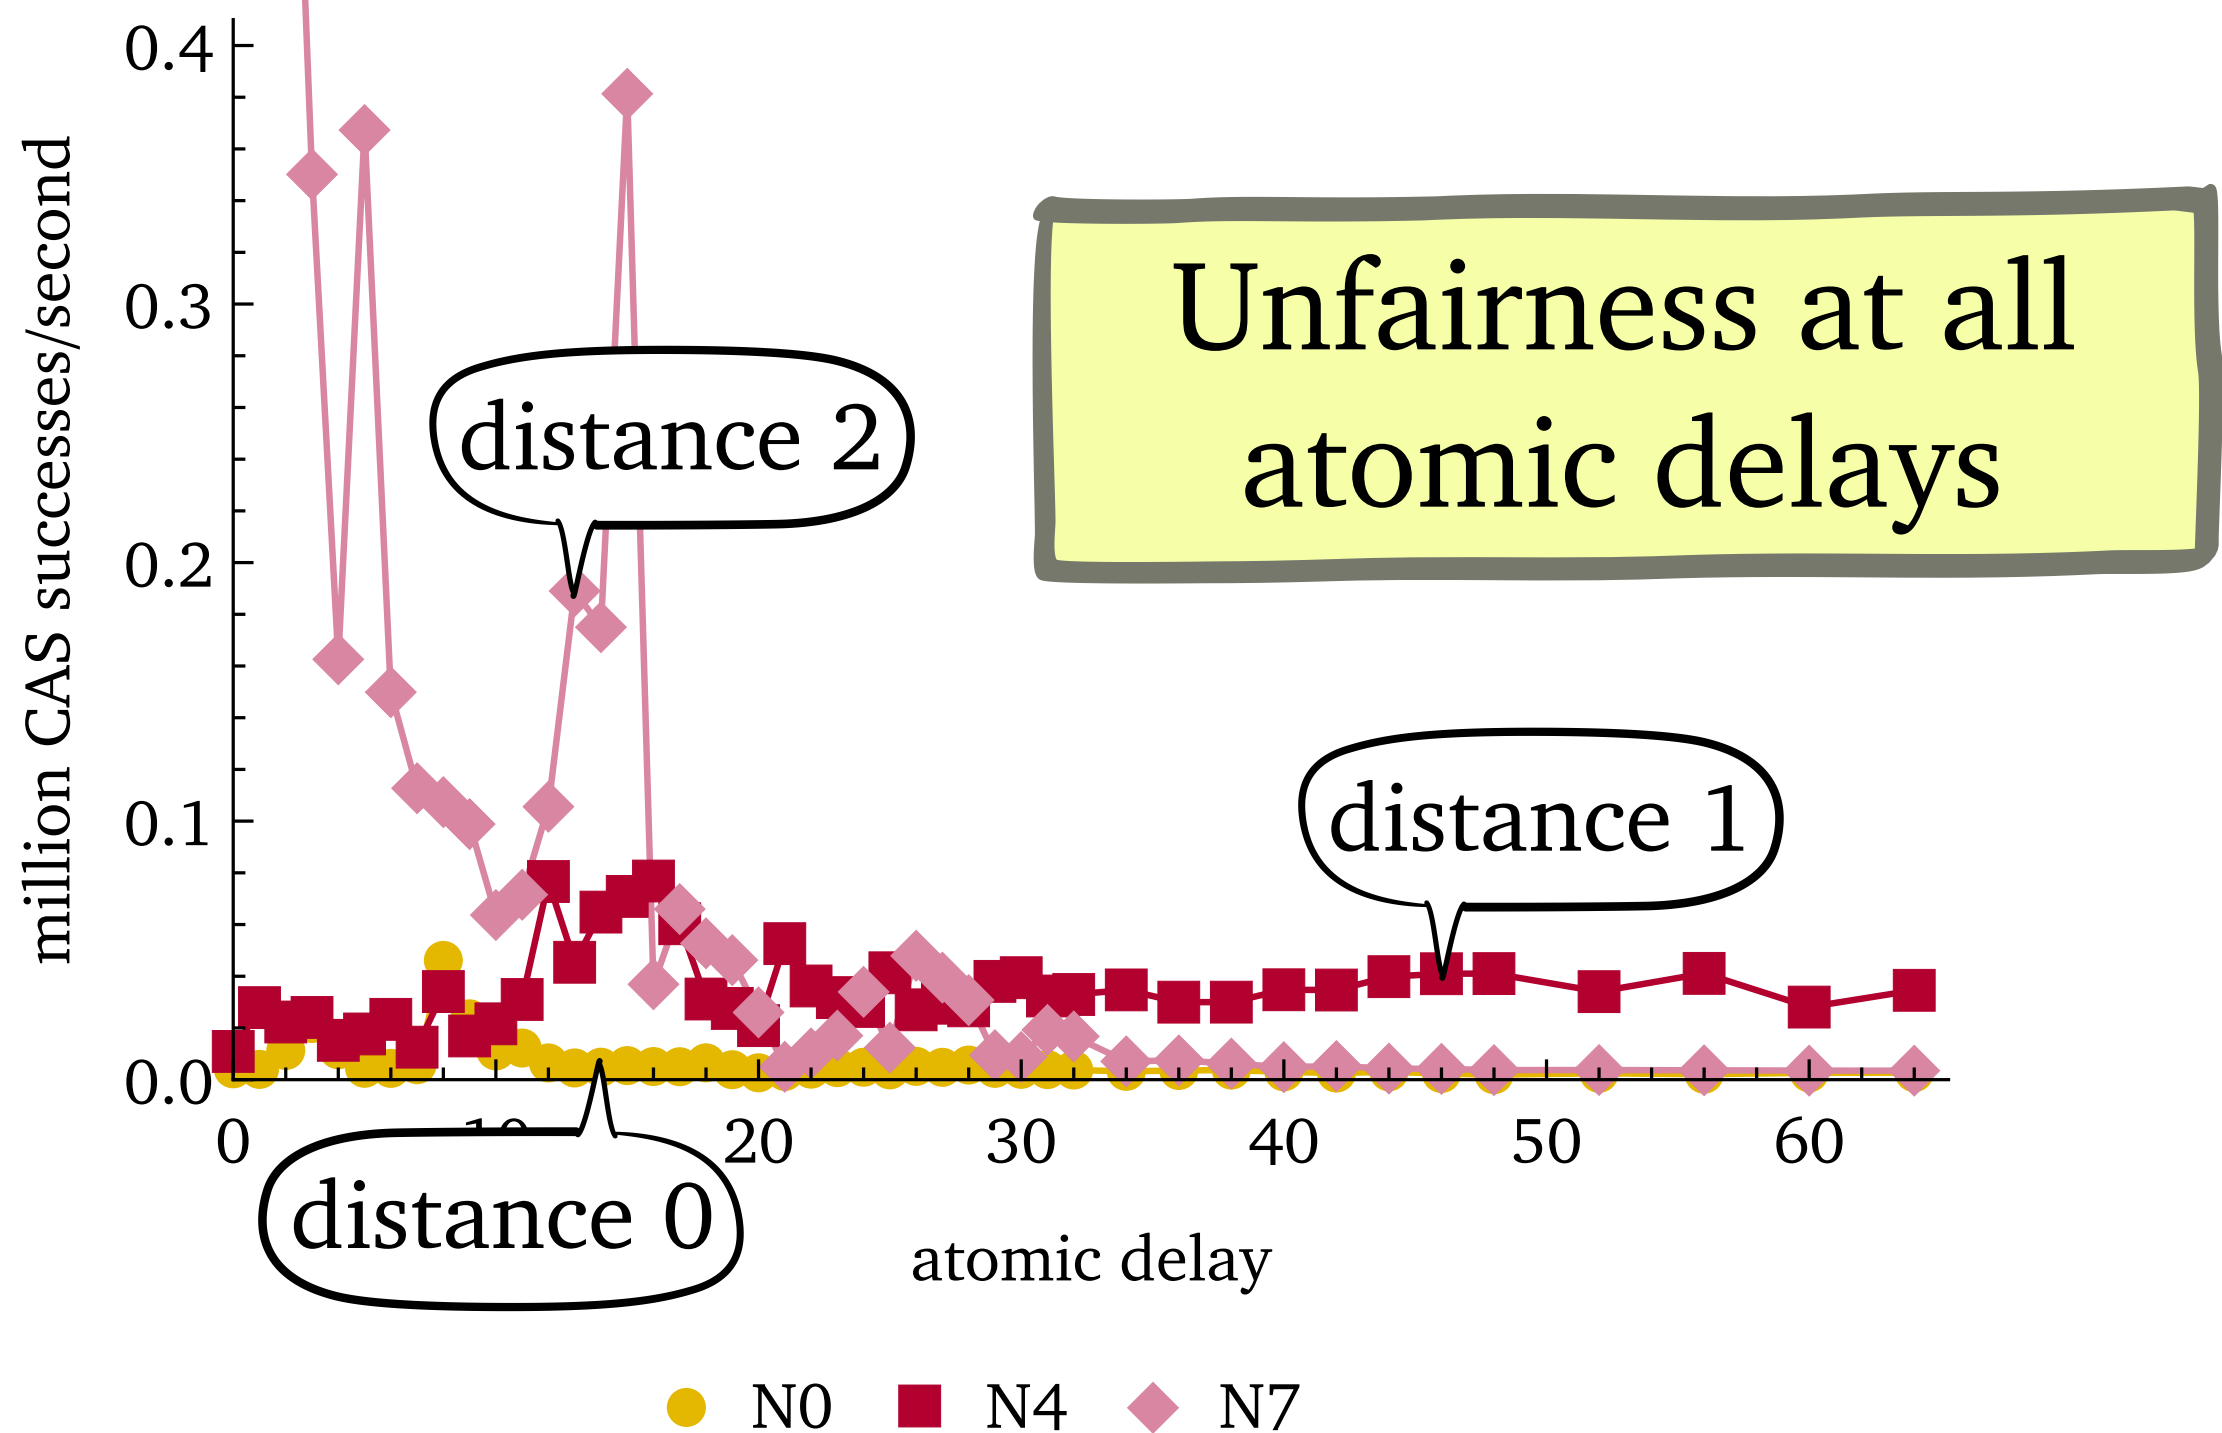 0.4
0.3
0.2
0.1
0.0
million CAS successes/second
Unfairness at all
atomic delays
distance 2
distance 1
distance 0
0 10 20 30 40 50 60
atomic delay
N0 N4 N7